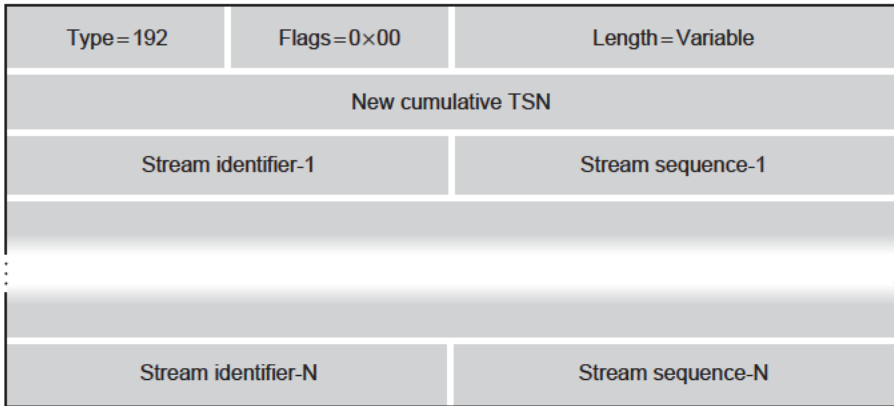 Type=192 Flags=0×00 Length=Variable
New cumulative TSN
Stream identifier-1 Stream sequence-1
Stream identifier-N Stream sequence-N